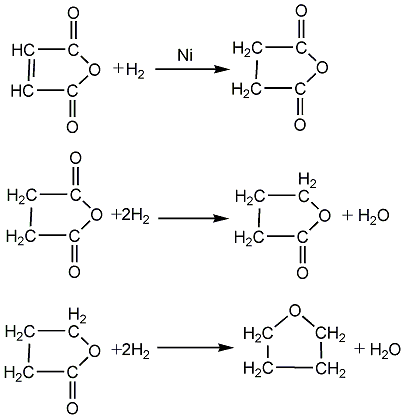 O
HC C
O +H₂ Ni H₂C C O
HC C H₂C C
O O
O
H₂C C H₂
H₂C C
O +2H₂ O + H₂O
H₂C C H₂C C
O O
H₂ O
H₂C C
O +2H₂ H₂C CH₂ + H₂O
H₂C C H₂C CH₂
O